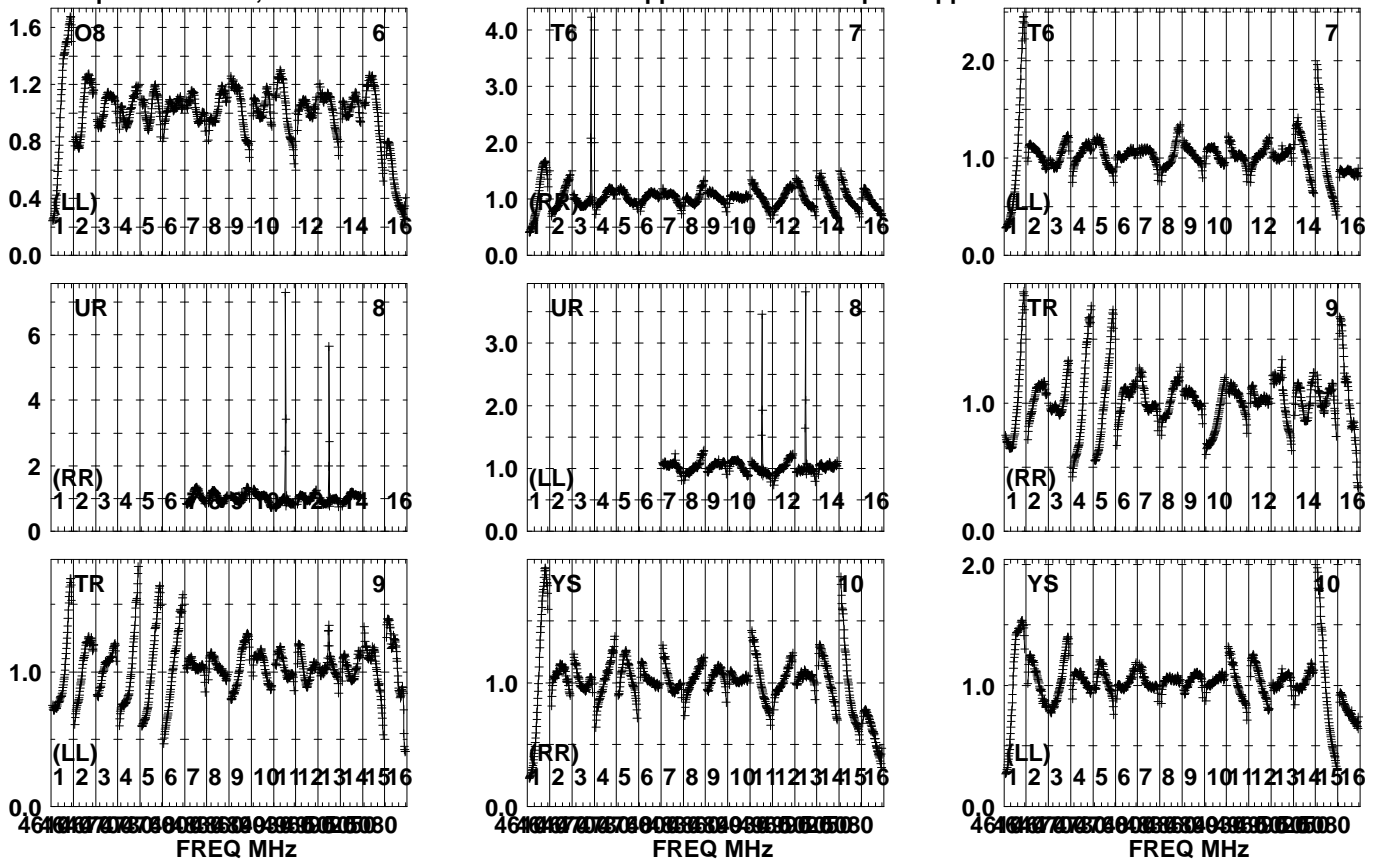 1.6 O8 6
1.2
0.8
0.4 (LL)
1 2 3 4 5 6 7 8 9 10 12 14 16
0.0
4.0 T6 7
3.0
2.0
1.0 (RR)
1 2 3 4 5 6 7 8 9 10 12 14 16
0.0
T6 7
2.0
1.0
(LL)
1 2 3 4 5 6 7 8 9 10 12 14 16
0.0
UR 8
6
4
2
(RR)
1 2 3 4 5 6 7 8 9 10 12 14 16
0
UR 8
3.0
2.0
1.0
(LL)
1 2 3 4 5 6 7 8 9 10 12 14 16
0.0
TR 9
1.0
(RR)
1 2 3 4 5 6 7 8 9 10 12 14 16
0.0
TR 9
1.0
(LL)
1 2 3 4 5 6 7 8 9 10 11 12 13 14 15 16
0.0
FREQ MHz
YS 10
1.0
(RR)
1 2 3 4 5 6 7 8 9 10 11 12 13 14 15 16
0.0
FREQ MHz
2.0 YS 10
1.0
(LL)
1 2 3 4 5 6 7 8 9 10 11 12 13 14 15 16
0.0
FREQ MHz